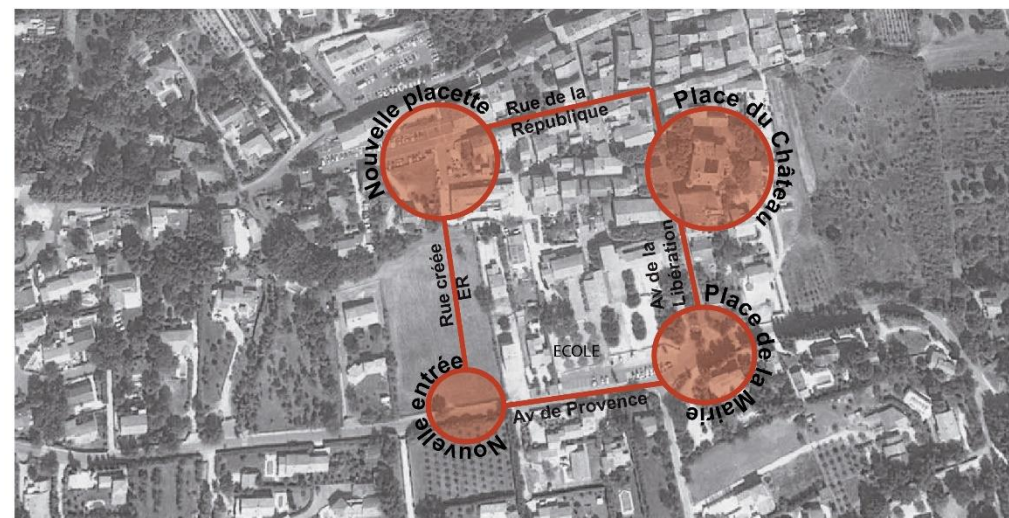 Nouvelle placette
Rue de la
République
Place du Château
Rue créée
ER
Av de la
Libération
Place de la Mairie
ECOLE
Nouvelle entrée
Av de Provence